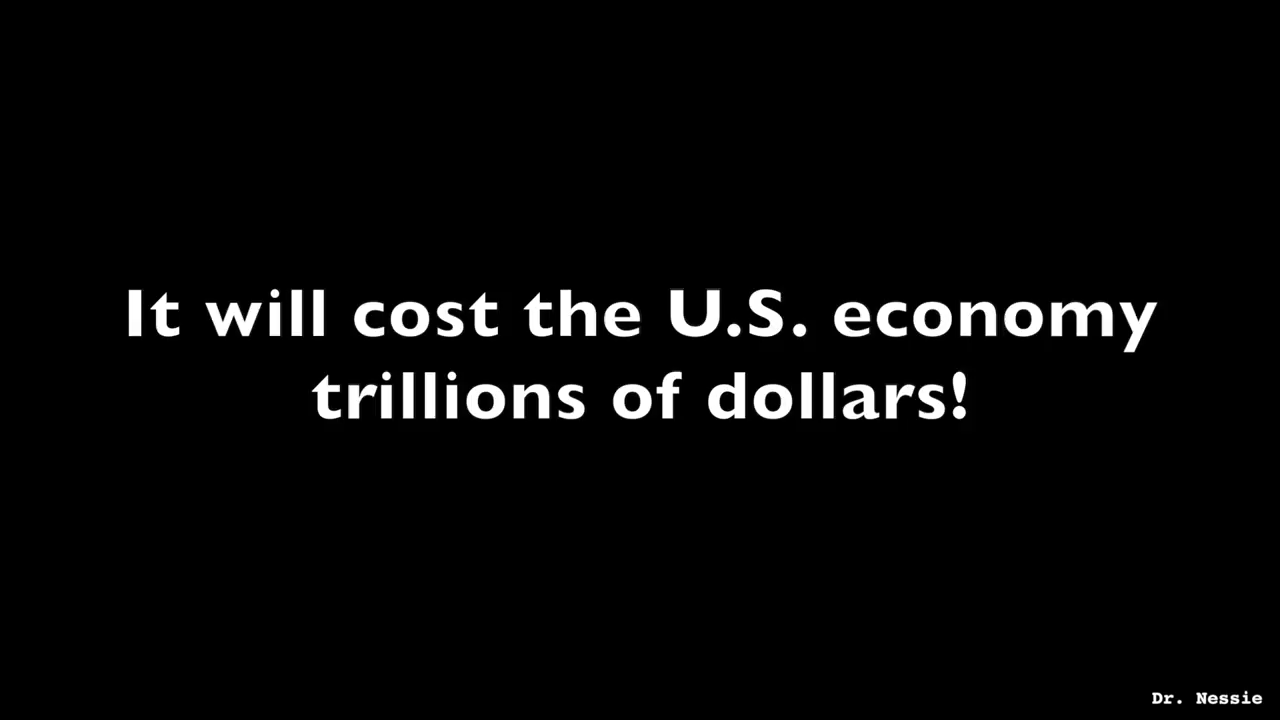 It will cost the U.S. economy
trillions of dollars!
Dr. Nessie